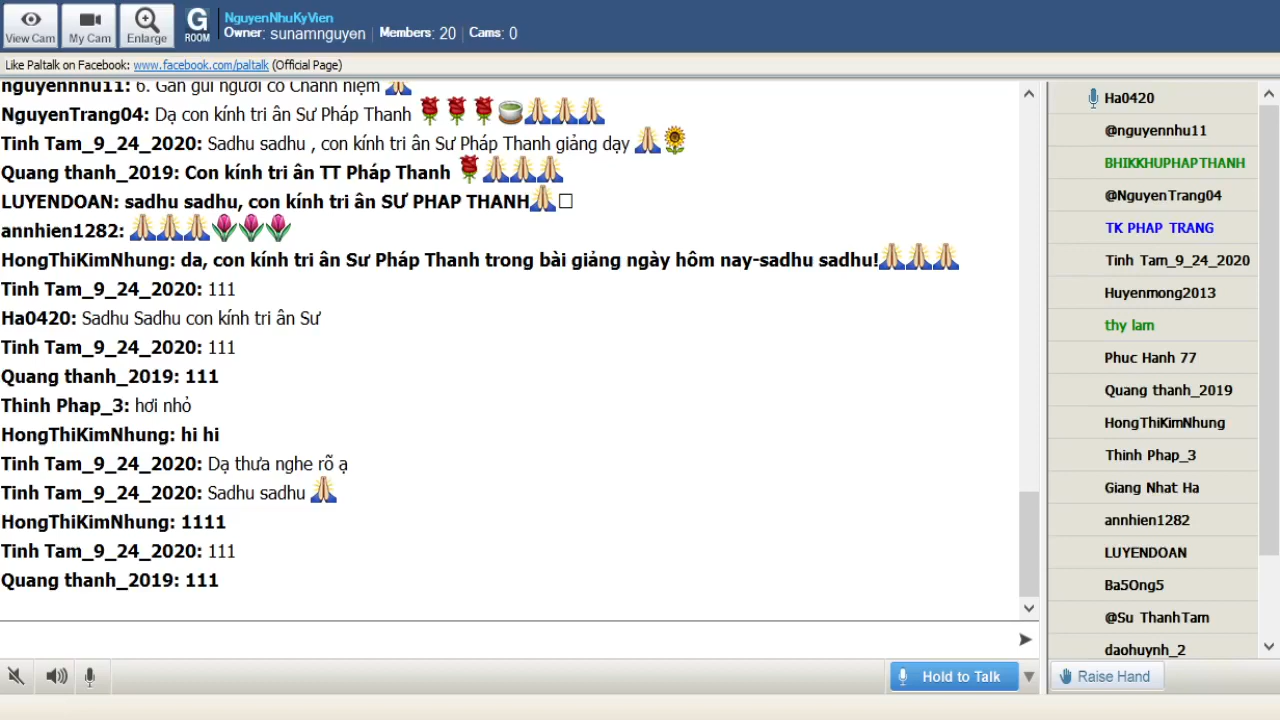 View Cam
My Cam
Enlarge
G
ROOM
NguyenNhuKyVien
Owner: sunamnguyen | Members: 20 | Cams: 0
Like Paltalk on Facebook: www.facebook.com/paltalk (Official Page)
nguyennhu11: 6. Gần gũi người có Chánh niệm 🙏
NguyenTrang04: Dạ con kính tri ân Sư Pháp Thanh 🌹🌹🌹🍵🙏🙏🙏
Tinh Tam_9_24_2020: Sadhu sadhu , con kính tri ân Sư Pháp Thanh giảng dạy 🙏🌻
Quang thanh_2019: Con kính tri ân TT Pháp Thanh 🌹🙏🙏🙏
LUYENDOAN: sadhu sadhu, con kính tri ân SƯ PHAP THANH🙏□
annhien1282: 🙏🙏🙏🌷🌷🌷
HongThiKimNhung: da, con kính tri ân Sư Pháp Thanh trong bài giảng ngày hôm nay-sadhu sadhu!🙏🙏🙏
Tinh Tam_9_24_2020: 111
Ha0420: Sadhu Sadhu con kính tri ân Sư
Tinh Tam_9_24_2020: 111
Quang thanh_2019: 111
Thinh Phap_3: hơi nhỏ
HongThiKimNhung: hi hi
Tinh Tam_9_24_2020: Dạ thưa nghe rõ ạ
Tinh Tam_9_24_2020: Sadhu sadhu 🙏
HongThiKimNhung: 1111
Tinh Tam_9_24_2020: 111
Quang thanh_2019: 111
Hold to Talk
Ha0420
@nguyennhu11
BHIKKHUPHAPTHANH
@NguyenTrang04
TK PHAP TRANG
Tinh Tam_9_24_2020
Huyenmong2013
thy lam
Phuc Hanh 77
Quang thanh_2019
HongThiKimNhung
Thinh Phap_3
Giang Nhat Ha
annhien1282
LUYENDOAN
Ba5Ong5
@Su ThanhTam
daohuynh_2
Raise Hand